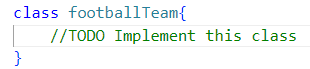 class footballTeam{
    //TODO Implement this class
}